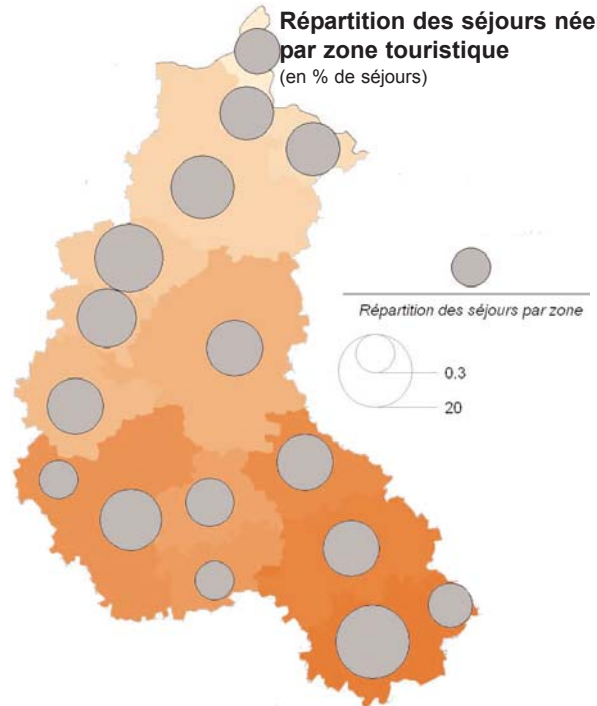 Répartition des séjours née
par zone touristique
(en % de séjours)
Répartition des séjours par zone
0.3
20